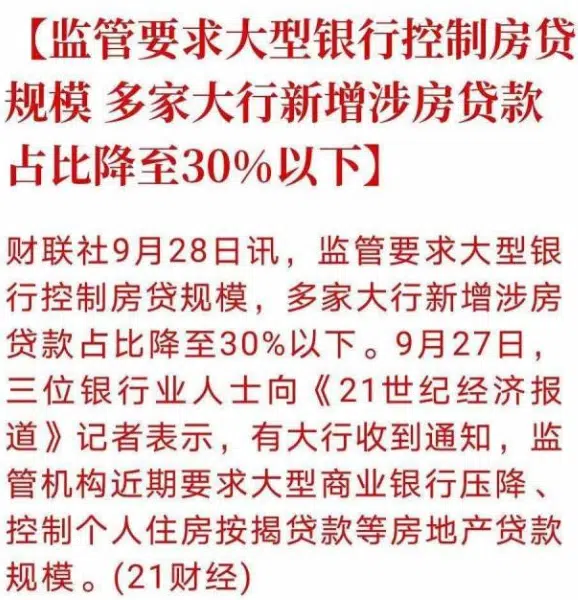 【监管要求大型银行控制房贷
规模 多家大行新增涉房贷款
占比降至30%以下】
财联社9月28日讯，监管要求大型银
行控制房贷规模，多家大行新增涉房
贷款占比降至30%以下。9月27日，
三位银行业人士向《21世纪经济报
道》记者表示，有大行收到通知，监
管机构近期要求大型商业银行压降、
控制个人住房按揭贷款等房地产贷款
规模。(21财经)